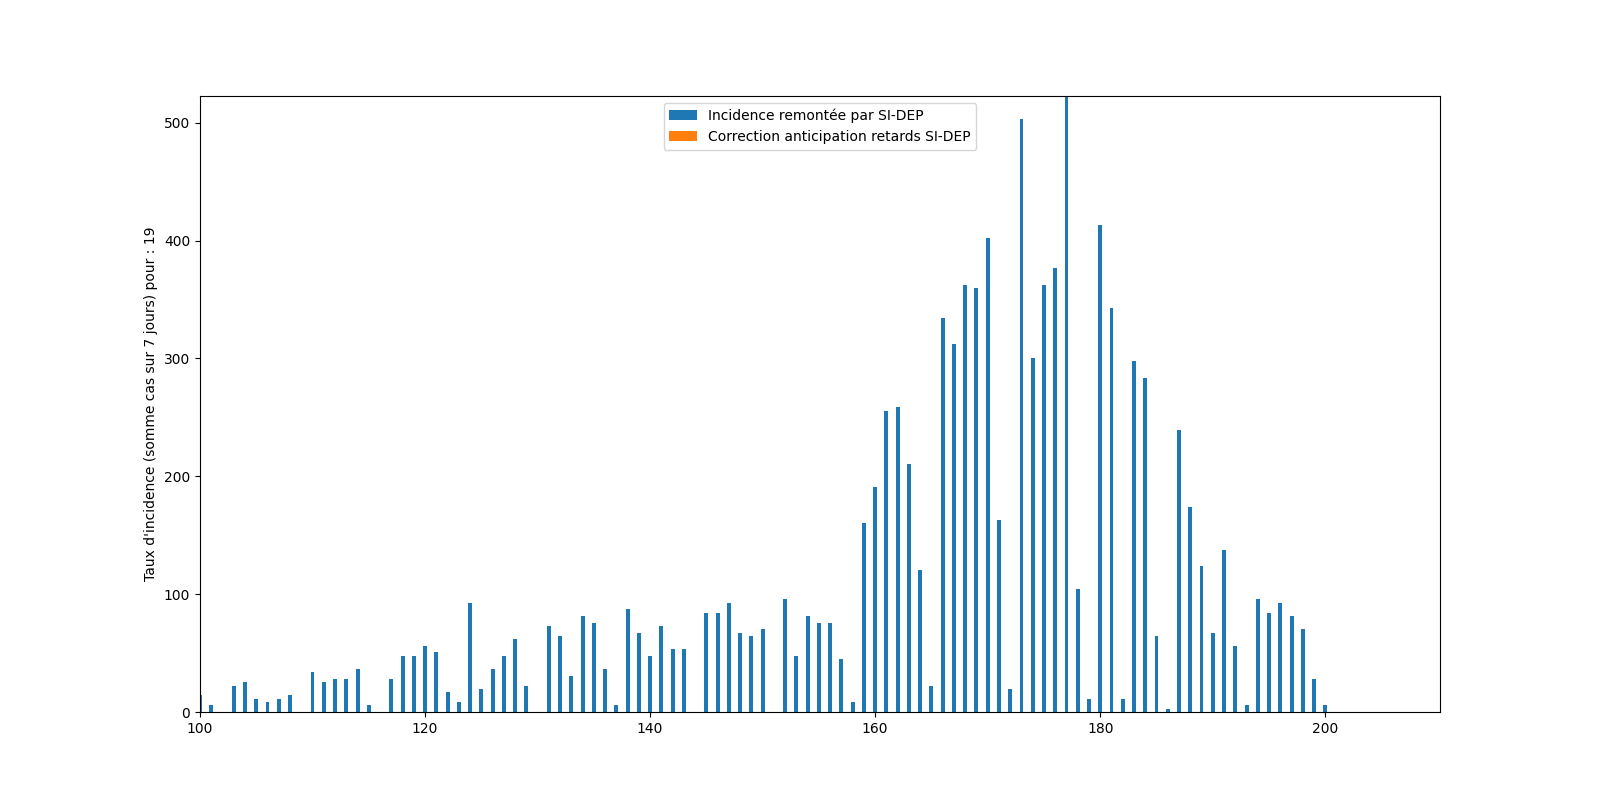 Incidence remontée par SI-DEP
Correction anticipation retards SI-DEP
Taux d'incidence (somme cas sur 7 jours) pour : 19
500
400
300
200
100
0
100 120 140 160 180 200